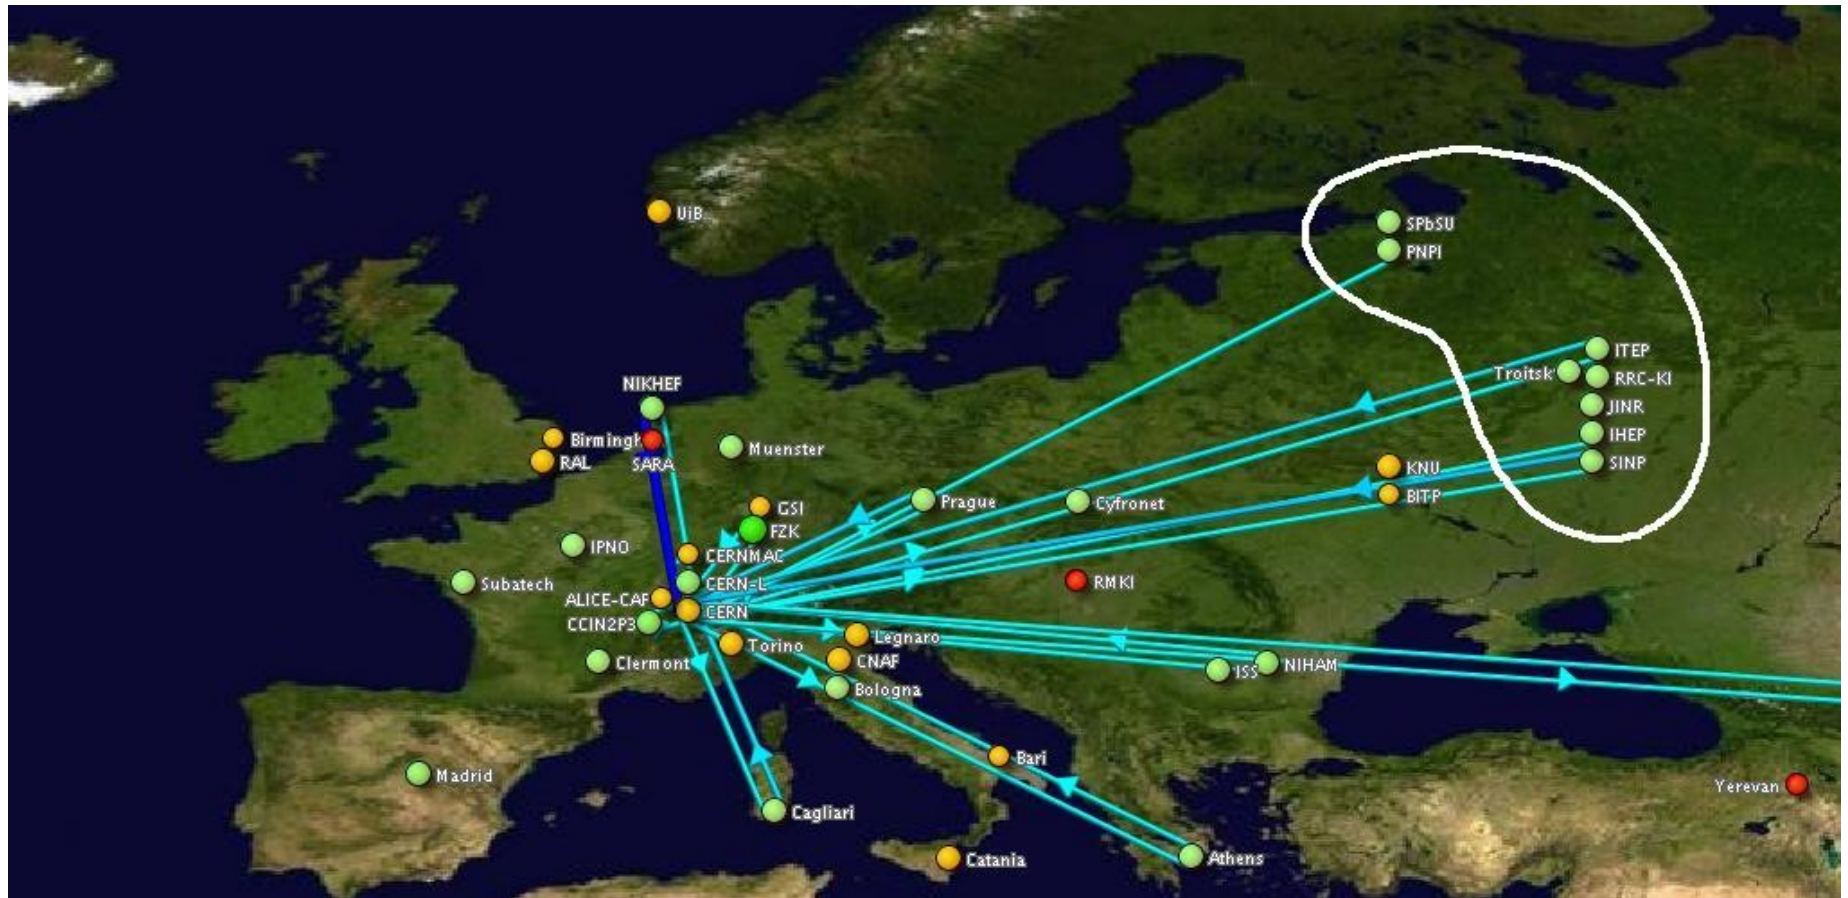 UiB..
SPbSU
PNPI
ITEP
Troitsk
RRC-KI
NIKHEF
JINR
Birmingh
IHEP
Muenster
RAL
SARA
SINP
KNU
BITP
Prague
Cyfronet
GSI
FZK
IPNO
CERNMAC
Subatech
CERN-L
RMKI
ALICE-CAF
CERN
CCIN2P3
Legnaro
Torino
CNAF
Clermont
ISS
NIHAM
Bologna
Bari
Madrid
Yerevan
Cagliari
Catania
Athens